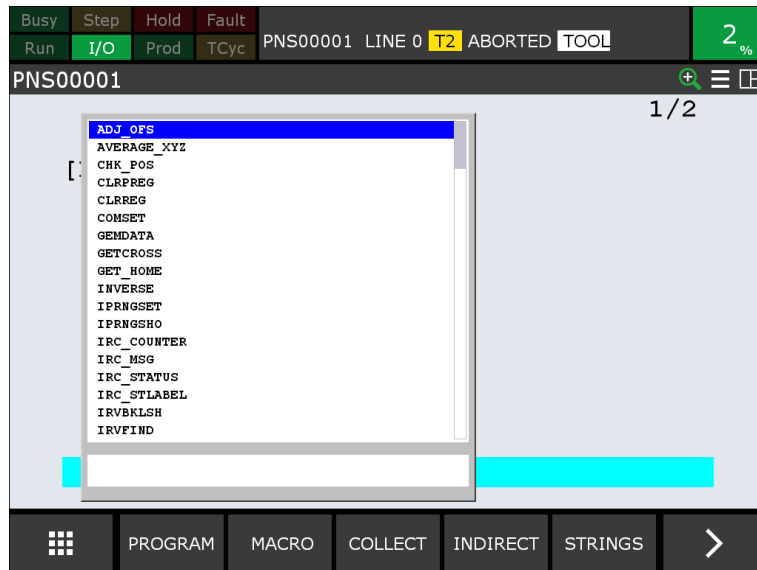 Busy Step Hold Fault
Run I/O Prod TCyc
PNS00001 LINE 0 T2 ABORTED TOOL
2 %
PNS00001
1/2
[
ADJ_OFS
AVERAGE_XYZ
CHK_POS
CLRPREG
CLRREG
COMSET
GEMDATA
GETCROSS
GET_HOME
INVERSE
IPRNGSET
IPRNGSHO
IRC_COUNTER
IRC_MSG
IRC_STATUS
IRC_STLABEL
IRVBKLSH
IRVFIND
PROGRAM MACRO COLLECT INDIRECT STRINGS